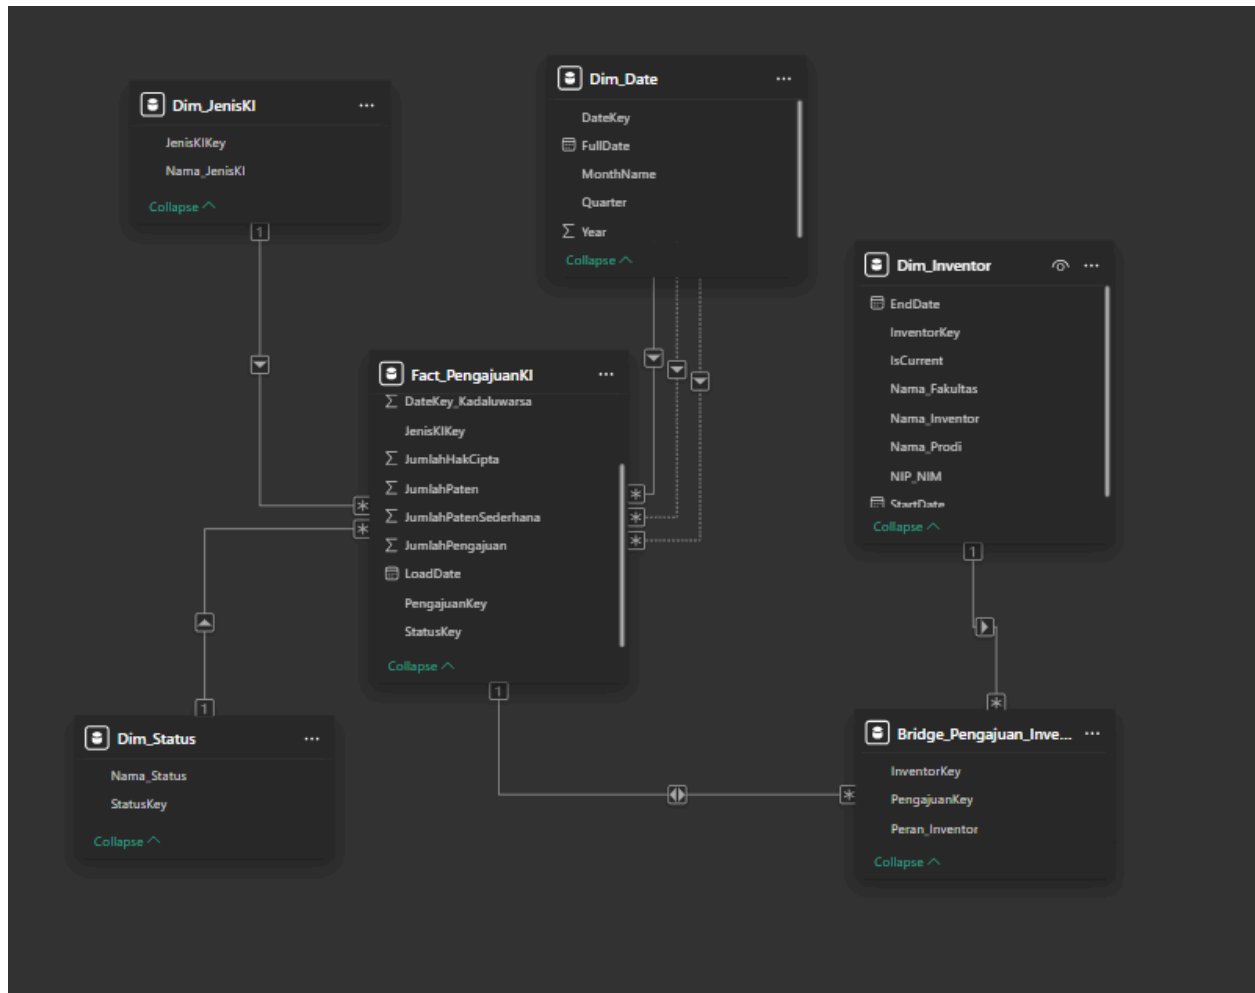 Dim_JenisKI
JenisKIKey
Nama_JenisKI
Collapse
1
Dim_Date
DateKey
FullDate
MonthName
Quarter
Σ Year
Collapse
Dim_Inventor
EndDate
InventorKey
IsCurrent
Nama_Fakultas
Nama_Inventor
Nama_Prodi
NIP_NIM
StartDate
Collapse
1
Fact_PengajuanKI
Σ DateKey_Kadaluwarsa
JenisKIKey
Σ JumlahHakCipta
Σ JumlahPaten
Σ JumlahPatenSederhana
Σ JumlahPengajuan
LoadDate
PengajuanKey
StatusKey
Collapse
1
*
*
*
*
*
1
Dim_Status
Nama_Status
StatusKey
Collapse
*
*
Bridge_Pengajuan_Inve...
InventorKey
PengajuanKey
Peran_Inventor
Collapse